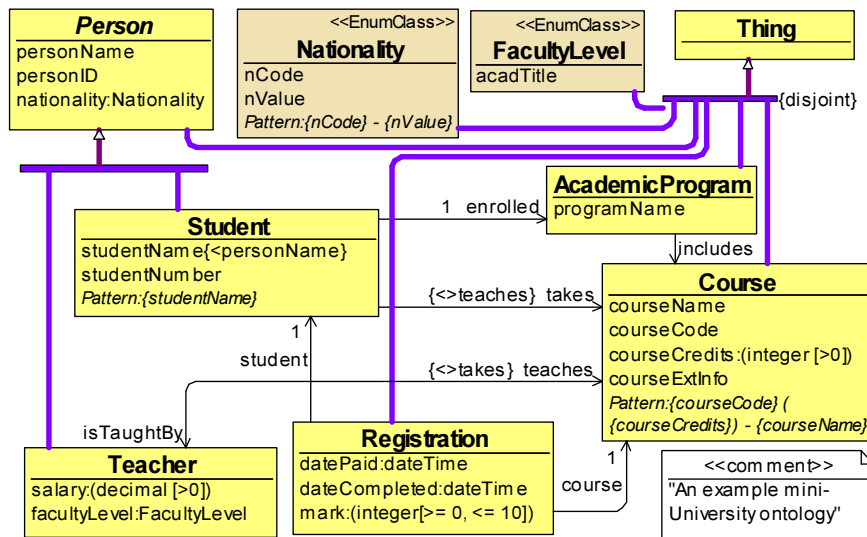 Person
personName
personID
nationality:Nationality
<<EnumClass>>
Nationality
nCode
nValue
Pattern:{nCode} - {nValue}
<<EnumClass>>
FacultyLevel
acadTitle
Thing
{disjoint}
AcademicProgram
programName
1 enrolled
includes
Student
studentName{<personName}
studentNumber
Pattern:{studentName}
{<>teaches} takes
Course
courseName
courseCode
courseCredits:(integer [>0])
courseExtInfo
Pattern:{courseCode} (
{courseCredits}) - {courseName}
1
student
{<>takes} teaches
isTaughtBy
Teacher
salary:(decimal [>0])
facultyLevel:FacultyLevel
Registration
datePaid:dateTime
dateCompleted:dateTime
mark:(integer[>= 0, <= 10])
1
course
<<comment>>
"An example mini-
University ontology"